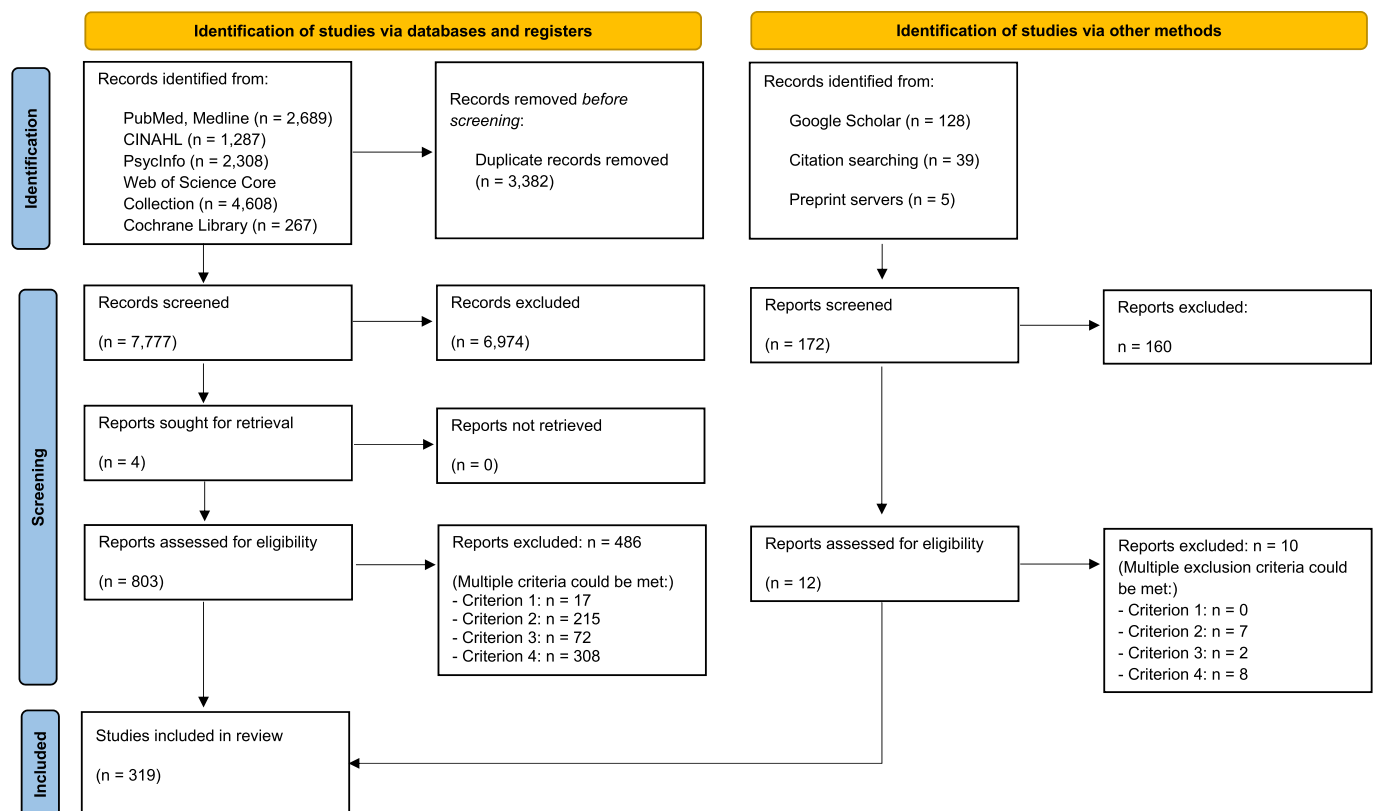 Identification of studies via databases and registers
Identification of studies via other methods
Identification
Records identified from:
PubMed, Medline (n = 2,689)
CINAHL (n = 1,287)
PsycInfo (n = 2,308)
Web of Science Core
Collection (n = 4,608)
Cochrane Library (n = 267)
Records removed before
screening:
Duplicate records removed
(n = 3,382)
Records identified from:
Google Scholar (n = 128)
Citation searching (n = 39)
Preprint servers (n = 5)
Screening
Records screened
(n = 7,777)
Records excluded
(n = 6,974)
Reports screened
(n = 172)
Reports excluded:
n = 160
Reports sought for retrieval
(n = 4)
Reports not retrieved
(n = 0)
Reports assessed for eligibility
(n = 803)
Reports excluded: n = 486
(Multiple criteria could be met:)
- Criterion 1: n = 17
- Criterion 2: n = 215
- Criterion 3: n = 72
- Criterion 4: n = 308
Reports assessed for eligibility
(n = 12)
Reports excluded: n = 10
(Multiple exclusion criteria could
be met:)
- Criterion 1: n = 0
- Criterion 2: n = 7
- Criterion 3: n = 2
- Criterion 4: n = 8
Included
Studies included in review
(n = 319)